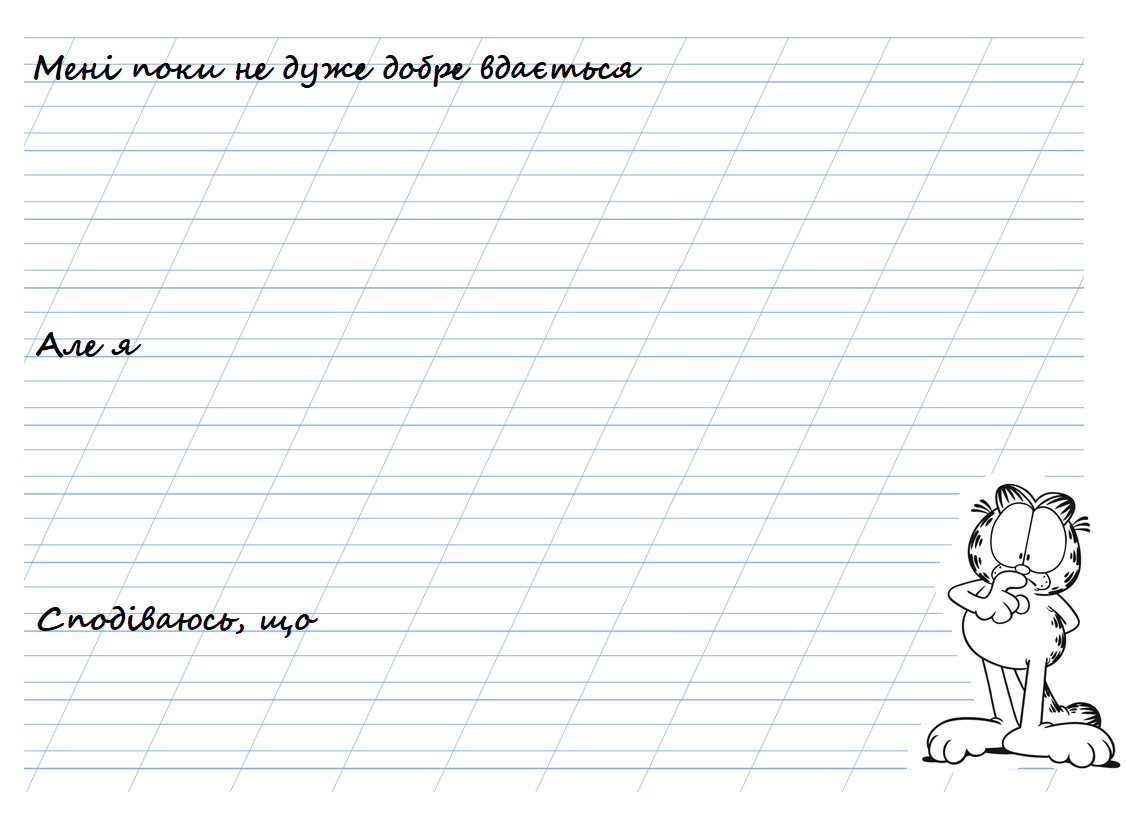 Мені поки не дуже добре вдається
Але я
Сподіваюсь, що